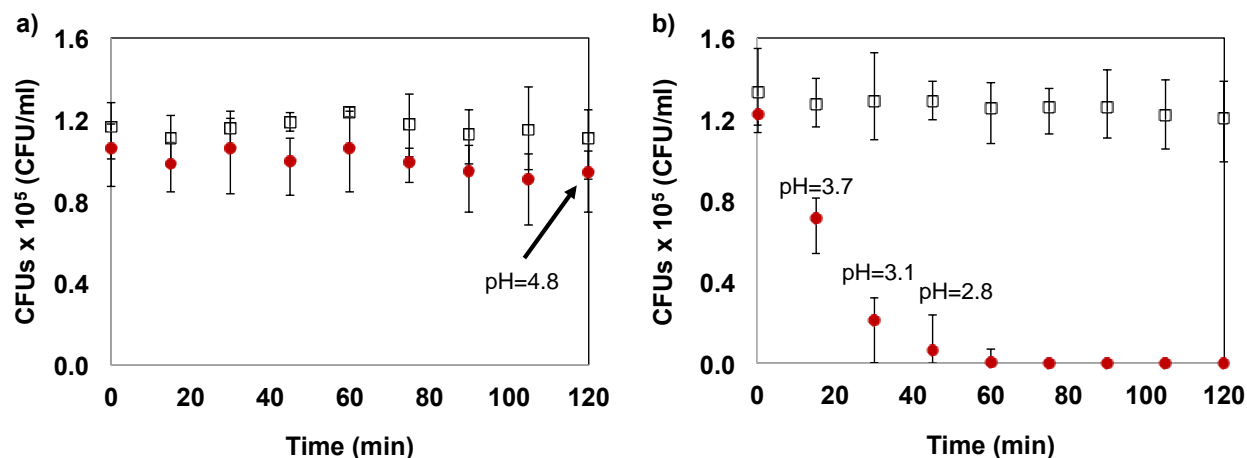 a)
CFUs x 10⁵ (CFU/ml)
1.6
1.2
0.8
0.4
0.0
pH=4.8
0 20 40 60 80 100 120
Time (min)
b)
CFUs x 10⁵ (CFU/ml)
1.6
1.2
0.8
0.4
0.0
pH=3.7
pH=3.1
pH=2.8
0 20 40 60 80 100 120
Time (min)